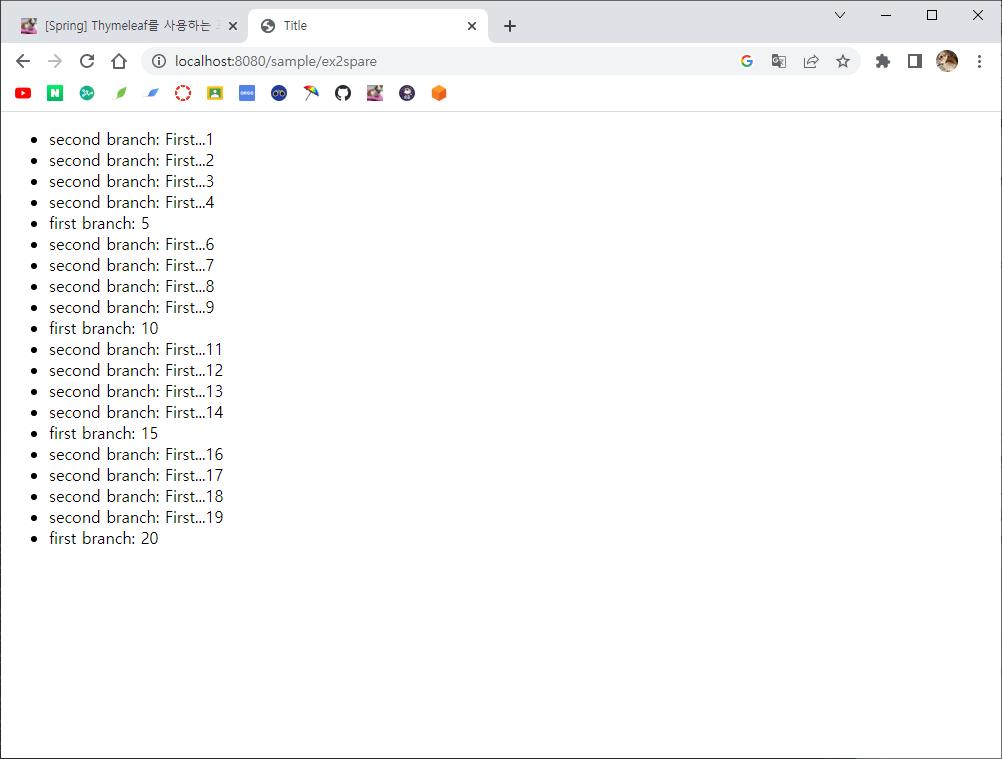 [Spring] Thymeleaf를 사용하는
Title
localhost:8080/sample/ex2spare
second branch: First...1
second branch: First...2
second branch: First...3
second branch: First...4
first branch: 5
second branch: First...6
second branch: First...7
second branch: First...8
second branch: First...9
first branch: 10
second branch: First...11
second branch: First...12
second branch: First...13
second branch: First...14
first branch: 15
second branch: First...16
second branch: First...17
second branch: First...18
second branch: First...19
first branch: 20